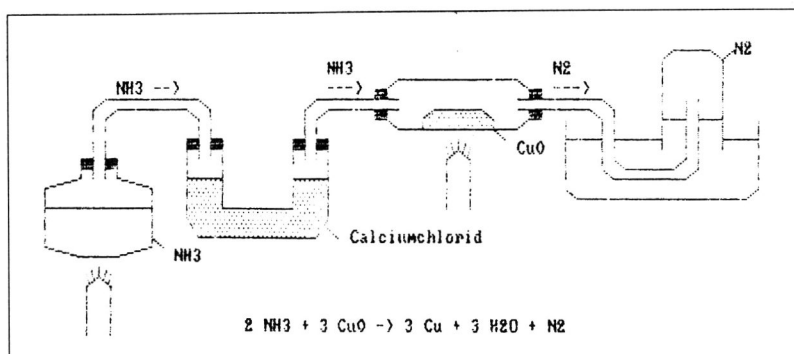 NH3 -->
NH3
---->
N2
---->
N2
CuO
Calciumchlorid
NH3
2 NH3 + 3 CuO -> 3 Cu + 3 H2O + N2